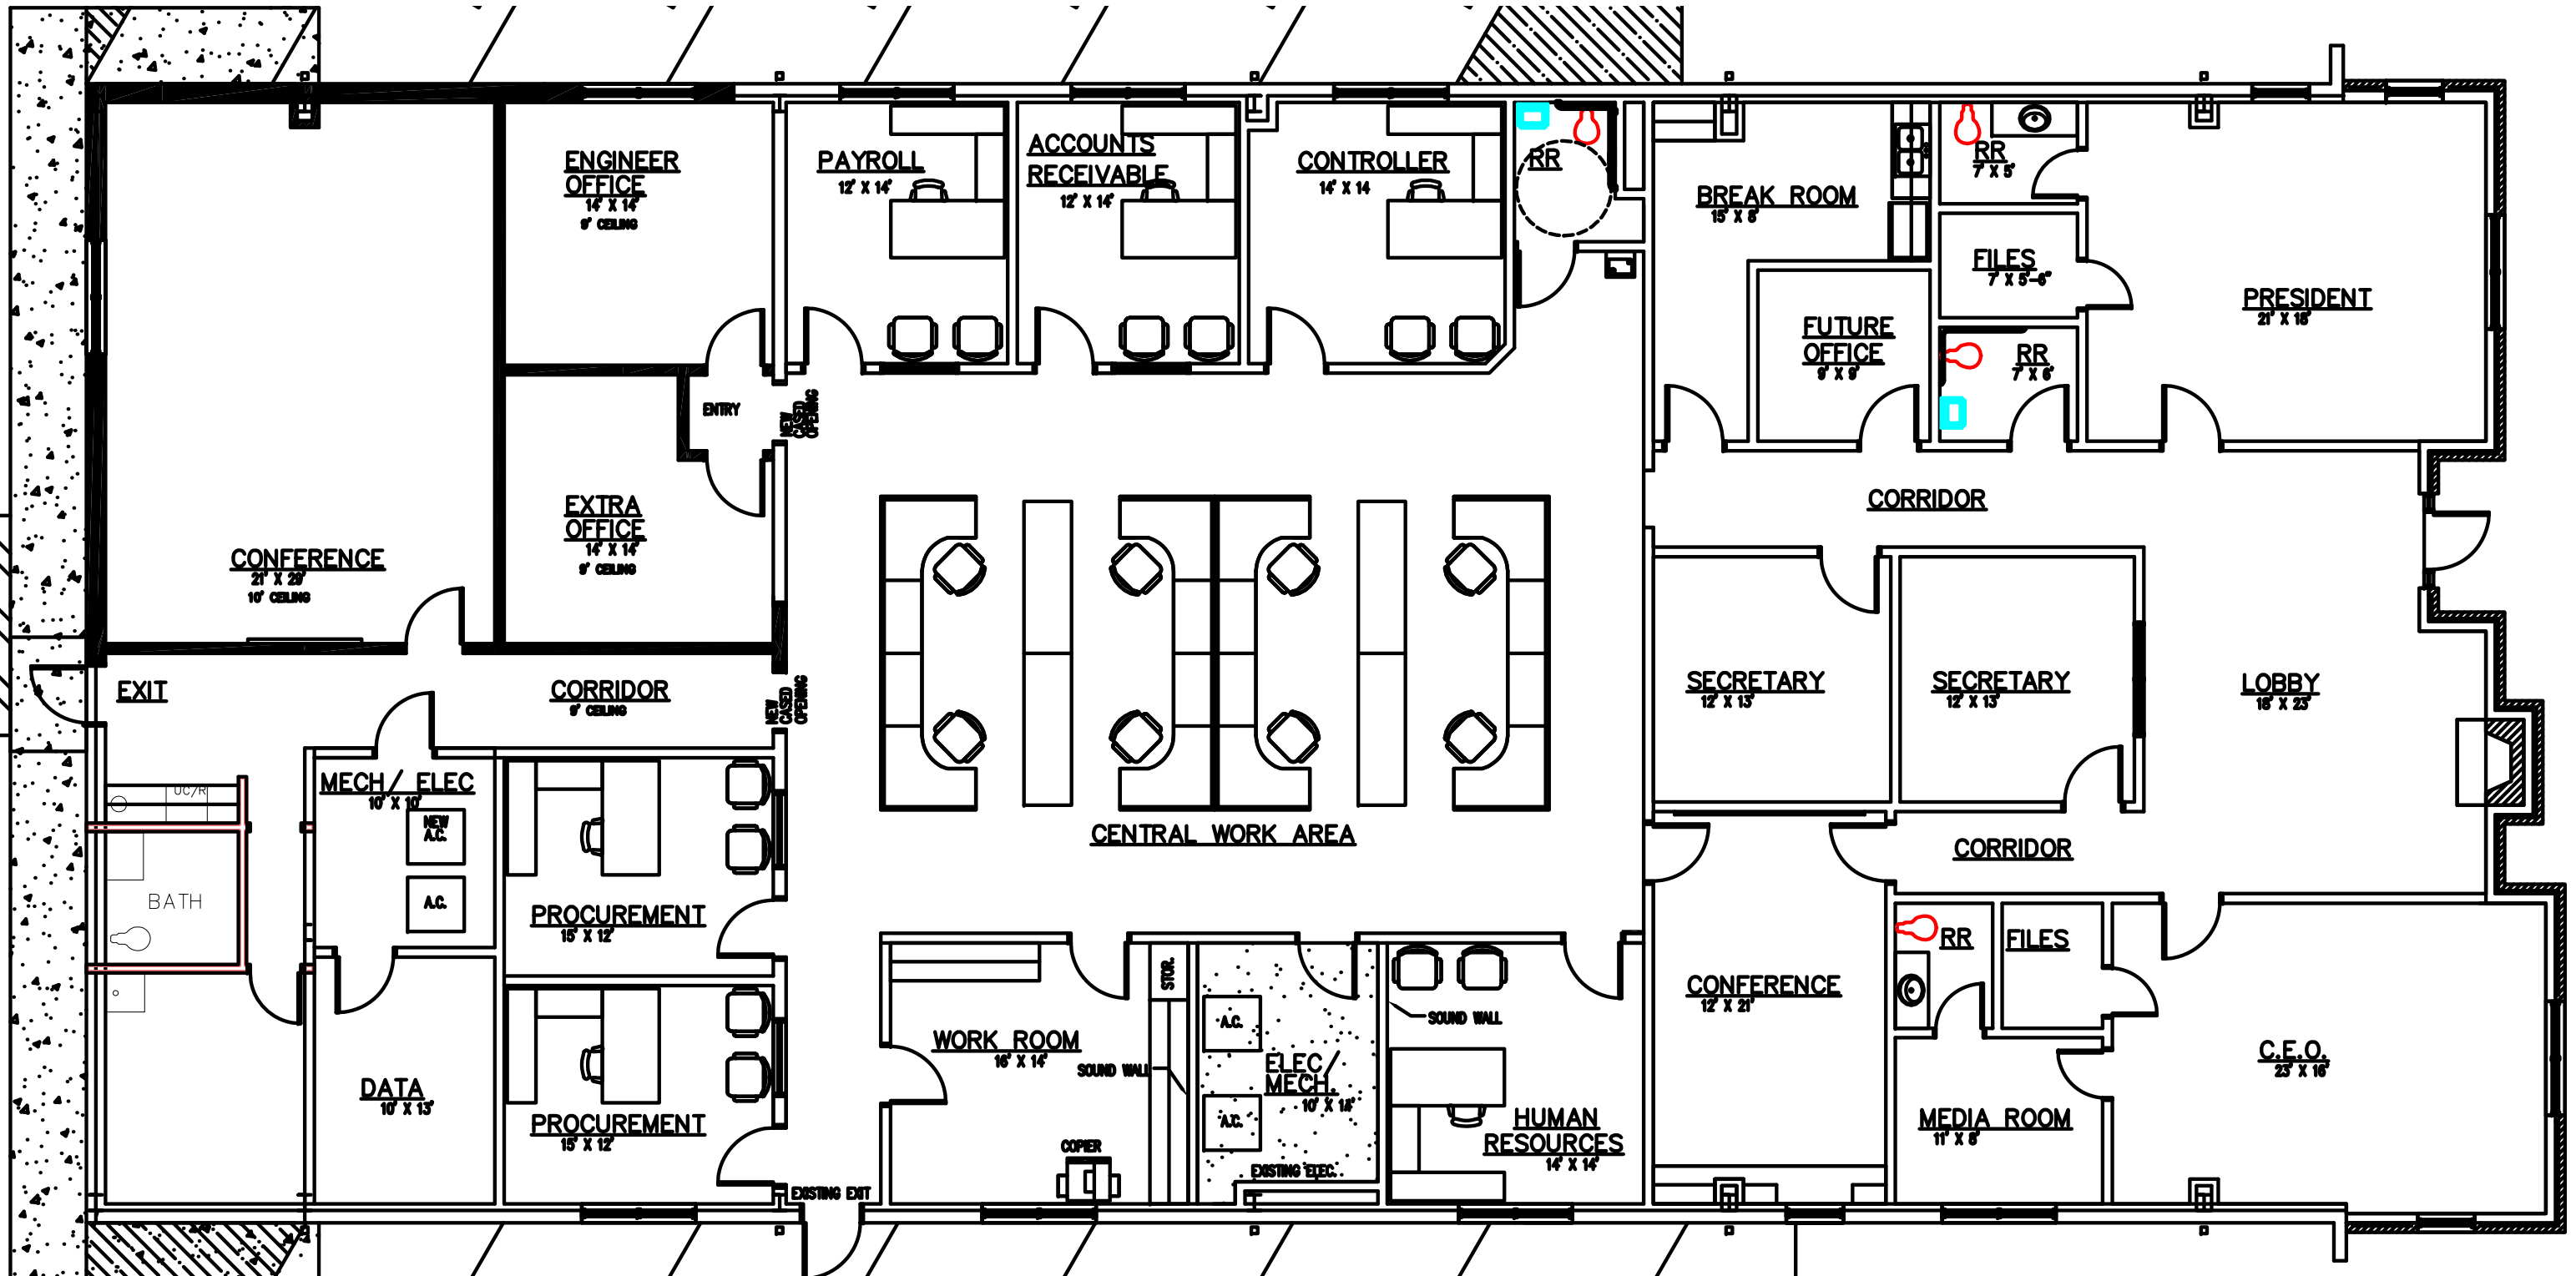 ENGINEER
OFFICE
14' X 14'
9' CEILING
PAYROLL
12' X 14'
ACCOUNTS
RECEIVABLE
12' X 14'
CONTROLLER
14' X 14
RR
BREAK ROOM
15' X 8'
RR
7' X 5'
FILES
7' X 5'-6"
PRESIDENT
21' X 18'
FUTURE
OFFICE
9' X 9'
RR
7' X 6'
ENTRY
NEW
CASED
OPENING
EXTRA
OFFICE
14' X 14'
9' CEILING
CONFERENCE
21' X 29'
10' CEILING
CORRIDOR
EXIT
CORRIDOR
9' CEILING
NEW
CASED
OPENING
SECRETARY
12' X 13'
SECRETARY
12' X 13'
LOBBY
18' X 23'
MECH/ ELEC
10' X 10'
NEW
A.C.
A.C.
UC/R
BATH
CENTRAL WORK AREA
CORRIDOR
PROCUREMENT
15' X 12'
PROCUREMENT
15' X 12'
DATA
10' X 13'
EXISTING EXIT
WORK ROOM
16' X 14'
SOUND WALL
COPIER
STOR.
A.C.
A.C.
ELEC/
MECH.
10' X 14'
EXISTING ELEC.
SOUND WALL
HUMAN
RESOURCES
14' X 14'
CONFERENCE
12' X 21'
RR
FILES
MEDIA ROOM
11' X 8'
C.E.O.
23' X 16'